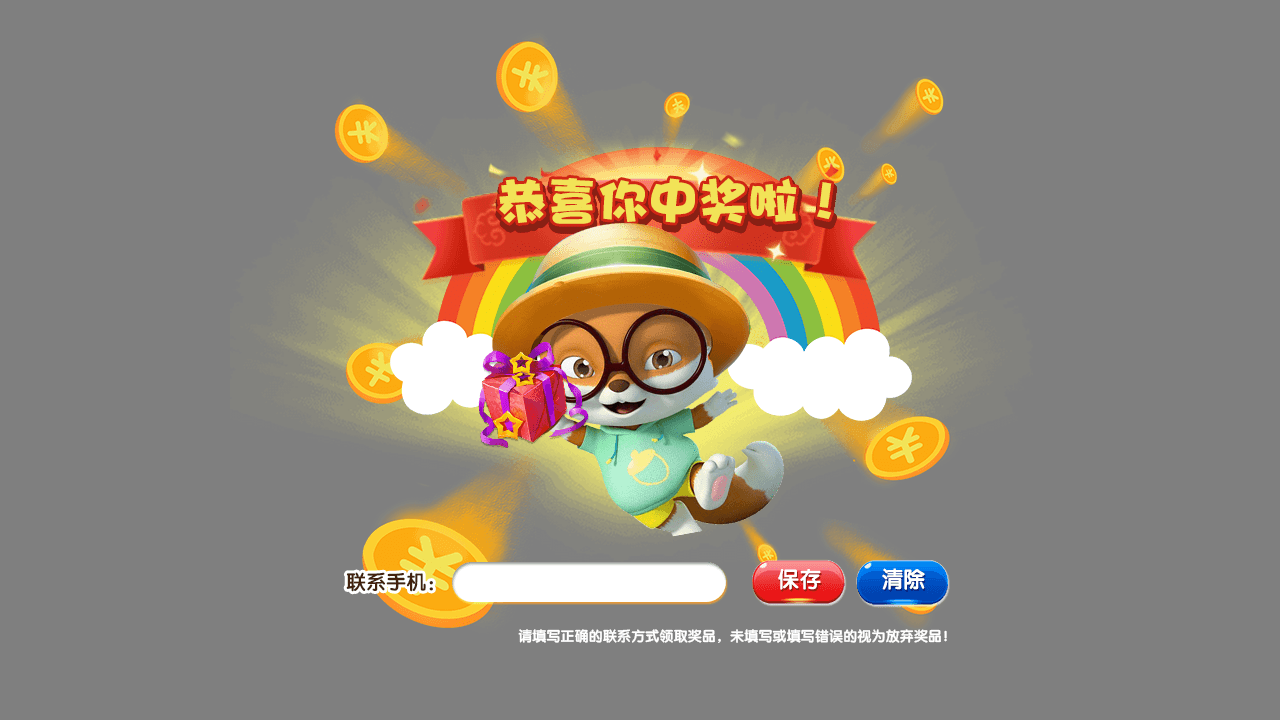 恭喜你中奖啦！
联系手机：
保存
清除
请填写正确的联系方式领取奖品，未填写或填写错误的视为放弃奖品！